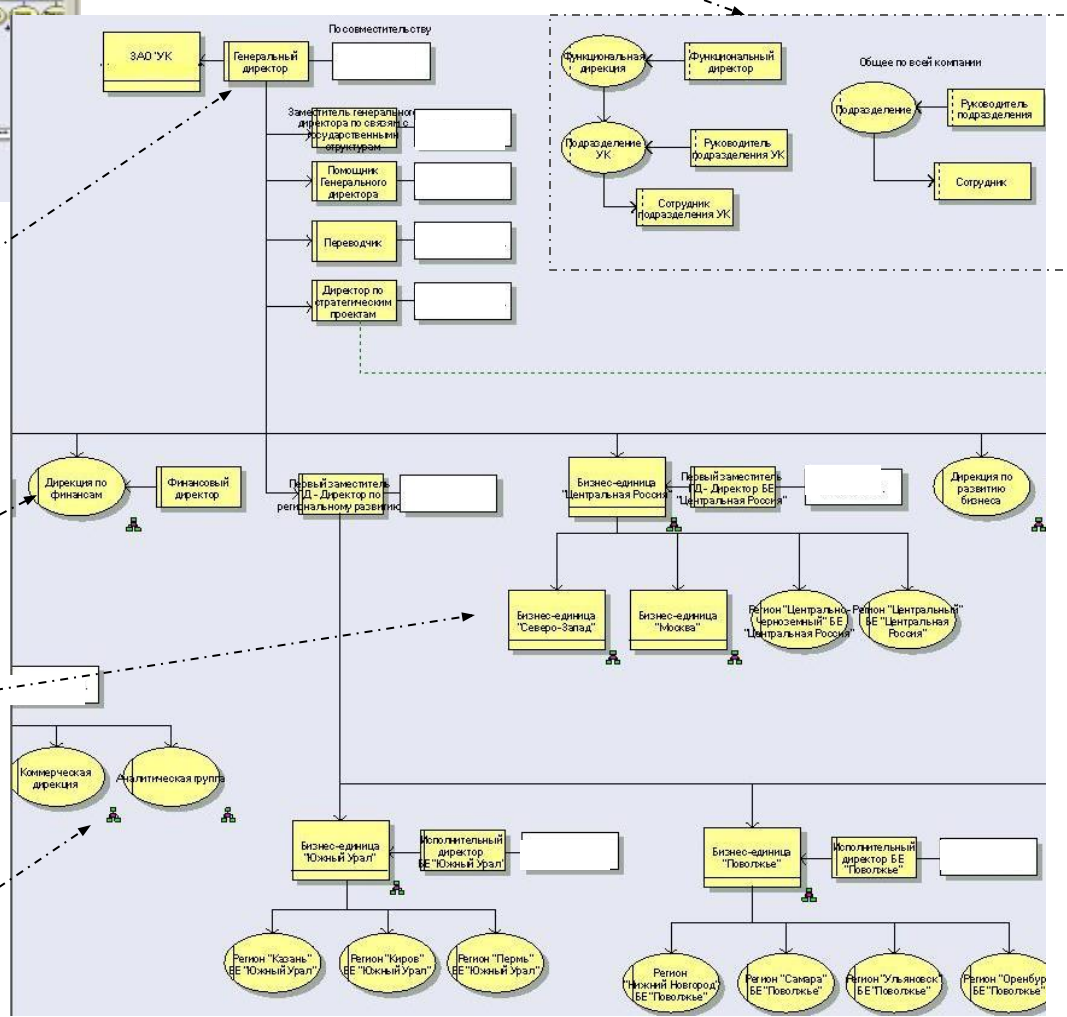 По совместительству
ЗАО "УК
Генеральный
директор
Функциональная
дирекция
Функциональный
директор
Общее по всей компании
Подразделение
Руководитель
подразделения
Сотрудник
Подразделение
УК
Руководитель
подразделения УК
Сотрудник
подразделения УК
Заместитель генерального
директора по связям с
государственным
структурам
Помощник
Генерального
директора
Переводчик
Директор по
стратегическим
проектам
Дирекция по
финансам
Финансовый
директор
Первый заместитель
ГД - Директор по
региональному развитию
Бизнес-единица
"Центральная Россия"
Первый заместитель
ГД - Директор БЕ
"Центральная Россия"
Дирекция по
развитию
бизнеса
Бизнес-единица
"Северо-Запад"
Бизнес-единица
"Москва"
Регион "Центрально-
Черноземный" БЕ
"Центральная Россия"
Регион "Центральный"
БЕ "Центральная
Россия"
Коммерческая
дирекция
Аналитическая группа
Бизнес-единица
"Южный Урал"
Исполнительный
директор
БЕ "Южный Урал"
Бизнес-единица
"Поволжье"
Исполнительный
директор БЕ
"Поволжье"
Регион "Казань"
БЕ "Южный Урал"
Регион "Киров"
БЕ "Южный Урал"
Регион "Пермь"
БЕ "Южный Урал"
Регион
"Нижний Новгород"
БЕ "Поволжье"
Регион "Самара"
БЕ "Поволжье"
Регион "Ульяновск"
БЕ "Поволжье"
Регион "Оренбур
БЕ "Поволжье"